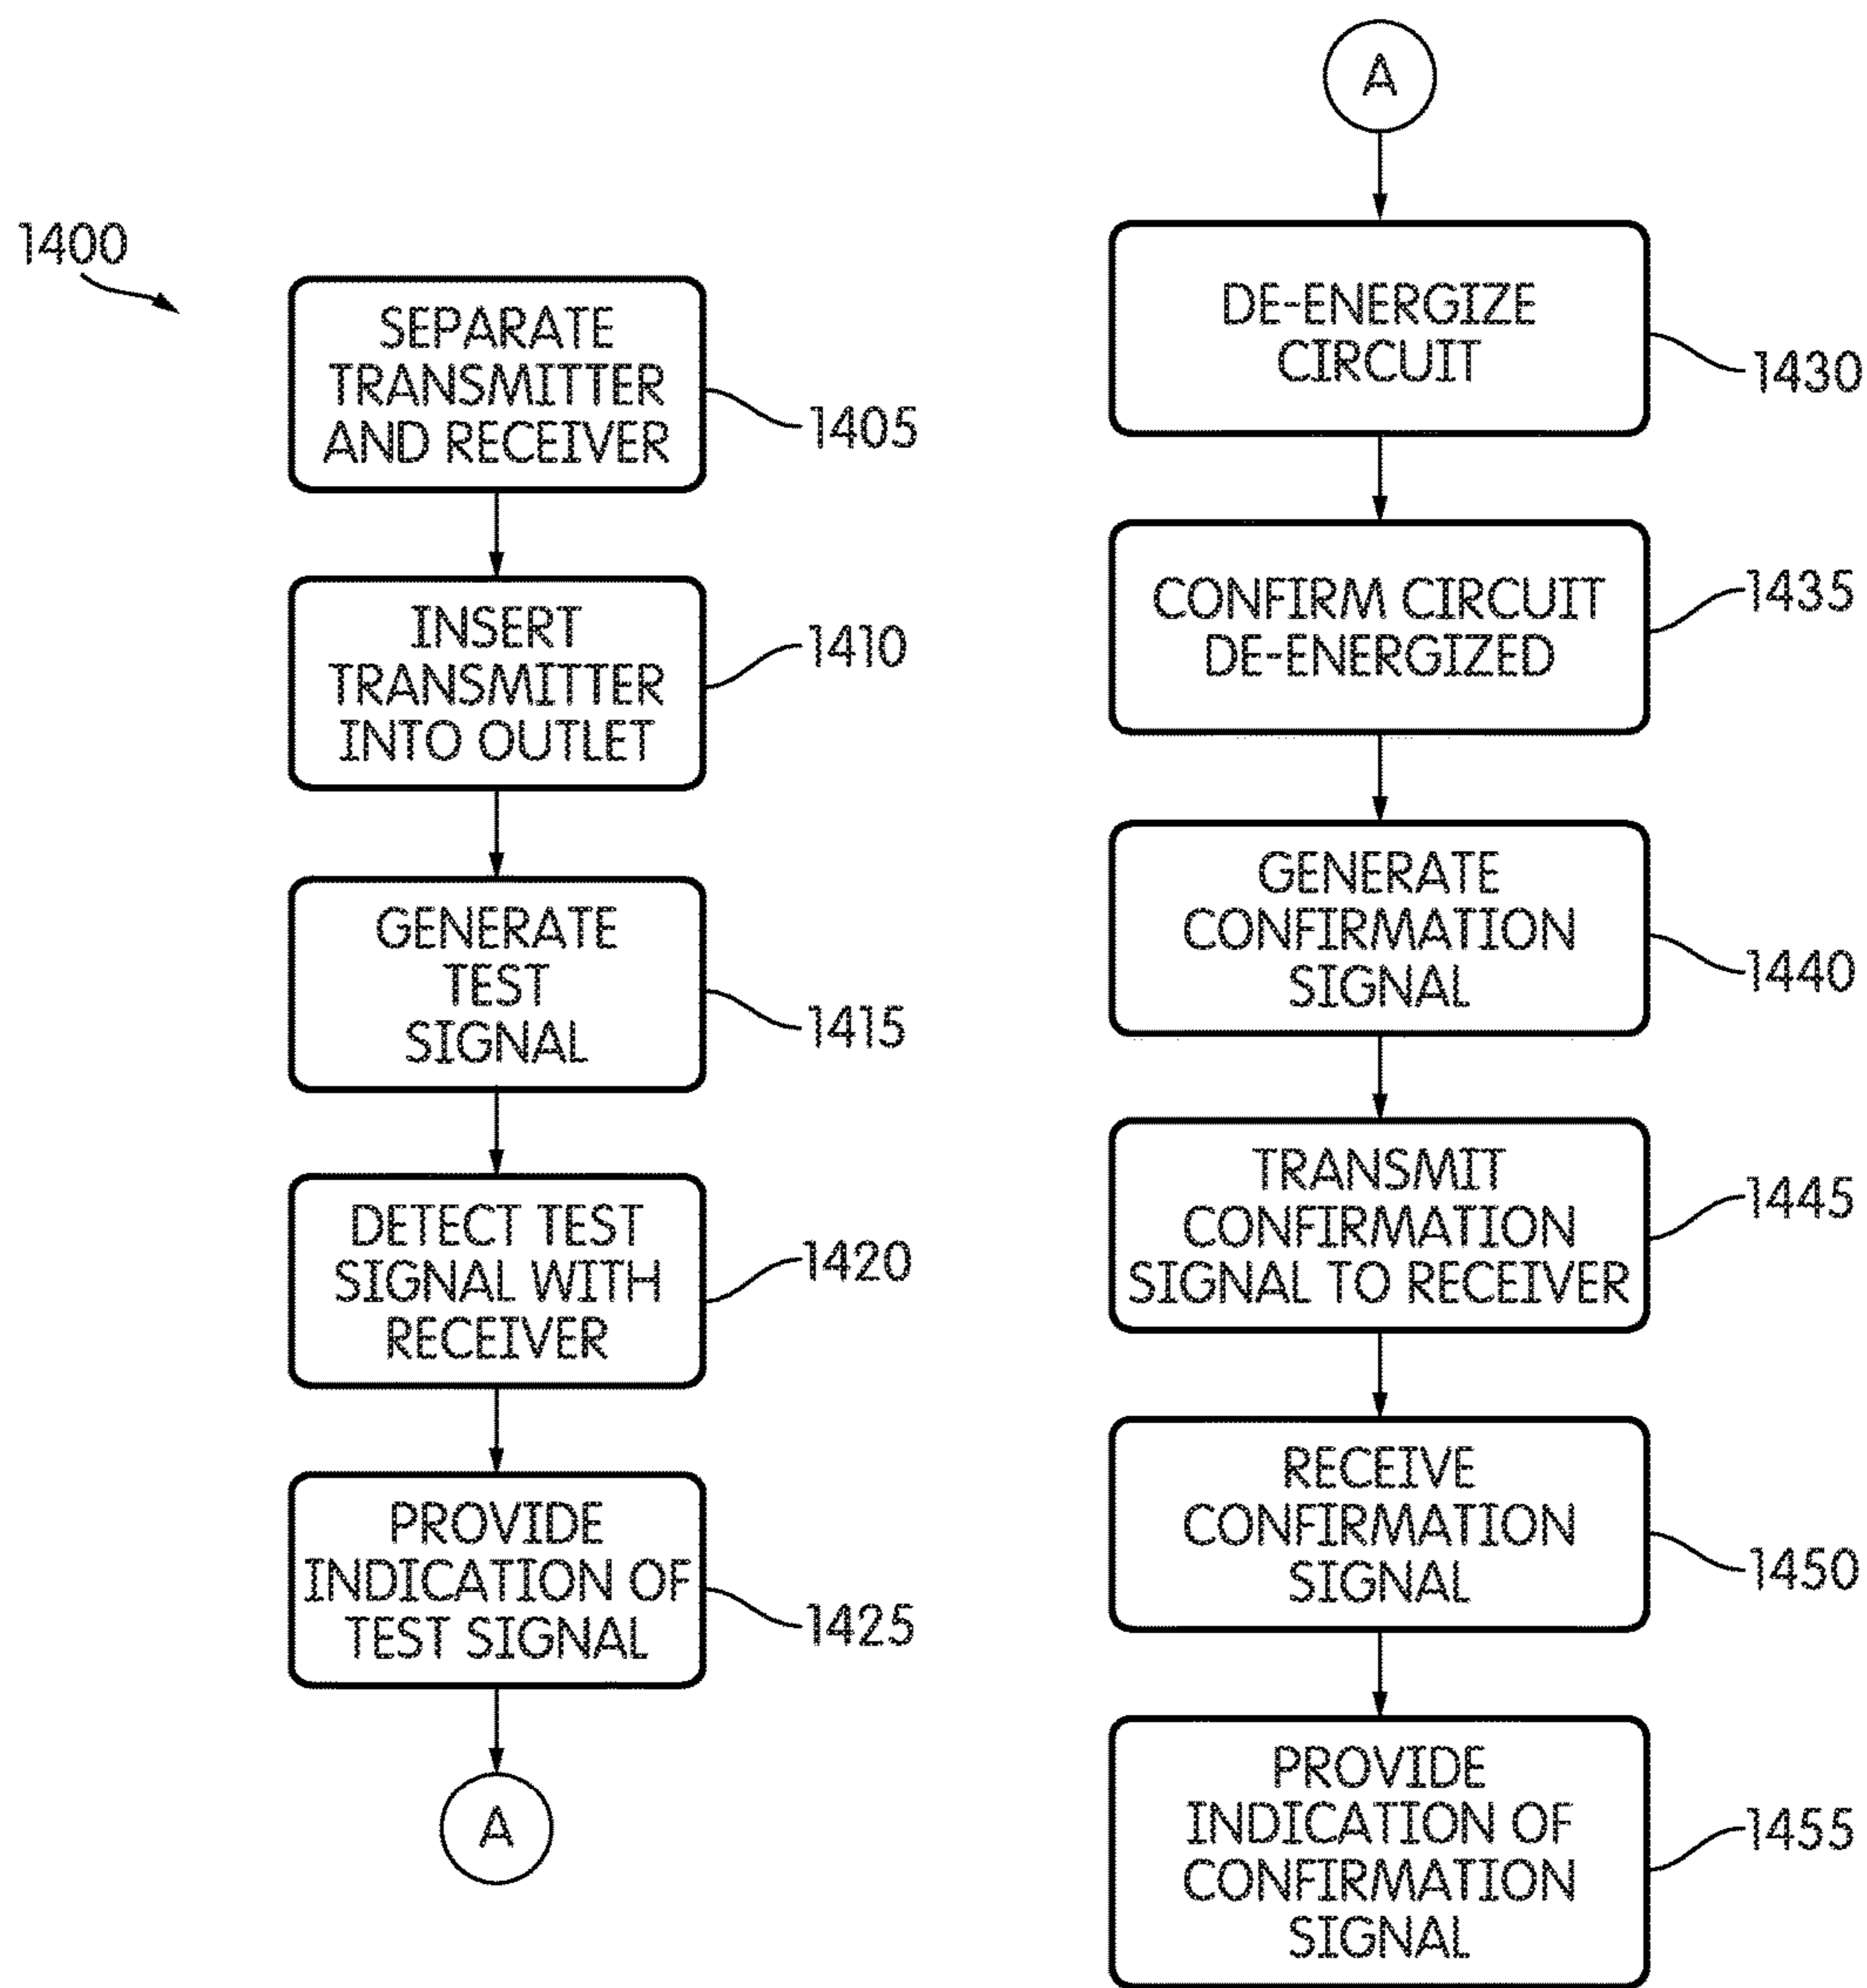 1400
SEPARATE
TRANSMITTER
AND RECEIVER
1405
INSERT
TRANSMITTER
INTO OUTLET
1410
GENERATE
TEST
SIGNAL
1415
DETECT TEST
SIGNAL WITH
RECEIVER
1420
PROVIDE
INDICATION OF
TEST SIGNAL
1425
A
A
DE-ENERGIZE
CIRCUIT
1430
CONFIRM CIRCUIT
DE-ENERGIZED
1435
GENERATE
CONFIRMATION
SIGNAL
1440
TRANSMIT
CONFIRMATION
SIGNAL TO RECEIVER
1445
RECEIVE
CONFIRMATION
SIGNAL
1450
PROVIDE
INDICATION OF
CONFIRMATION
SIGNAL
1455